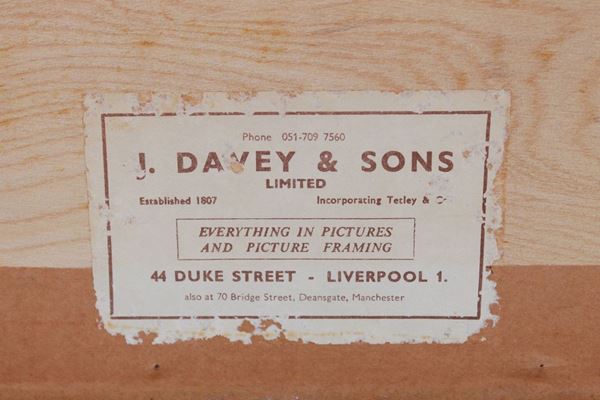 Phone 051-709 7560
J. DAVEY & SONS
LIMITED
Established 1807 Incorporating Tetley &
EVERYTHING IN PICTURES
AND PICTURE FRAMING
44 DUKE STREET - LIVERPOOL 1.
also at 70 Bridge Street, Deansgate, Manchester